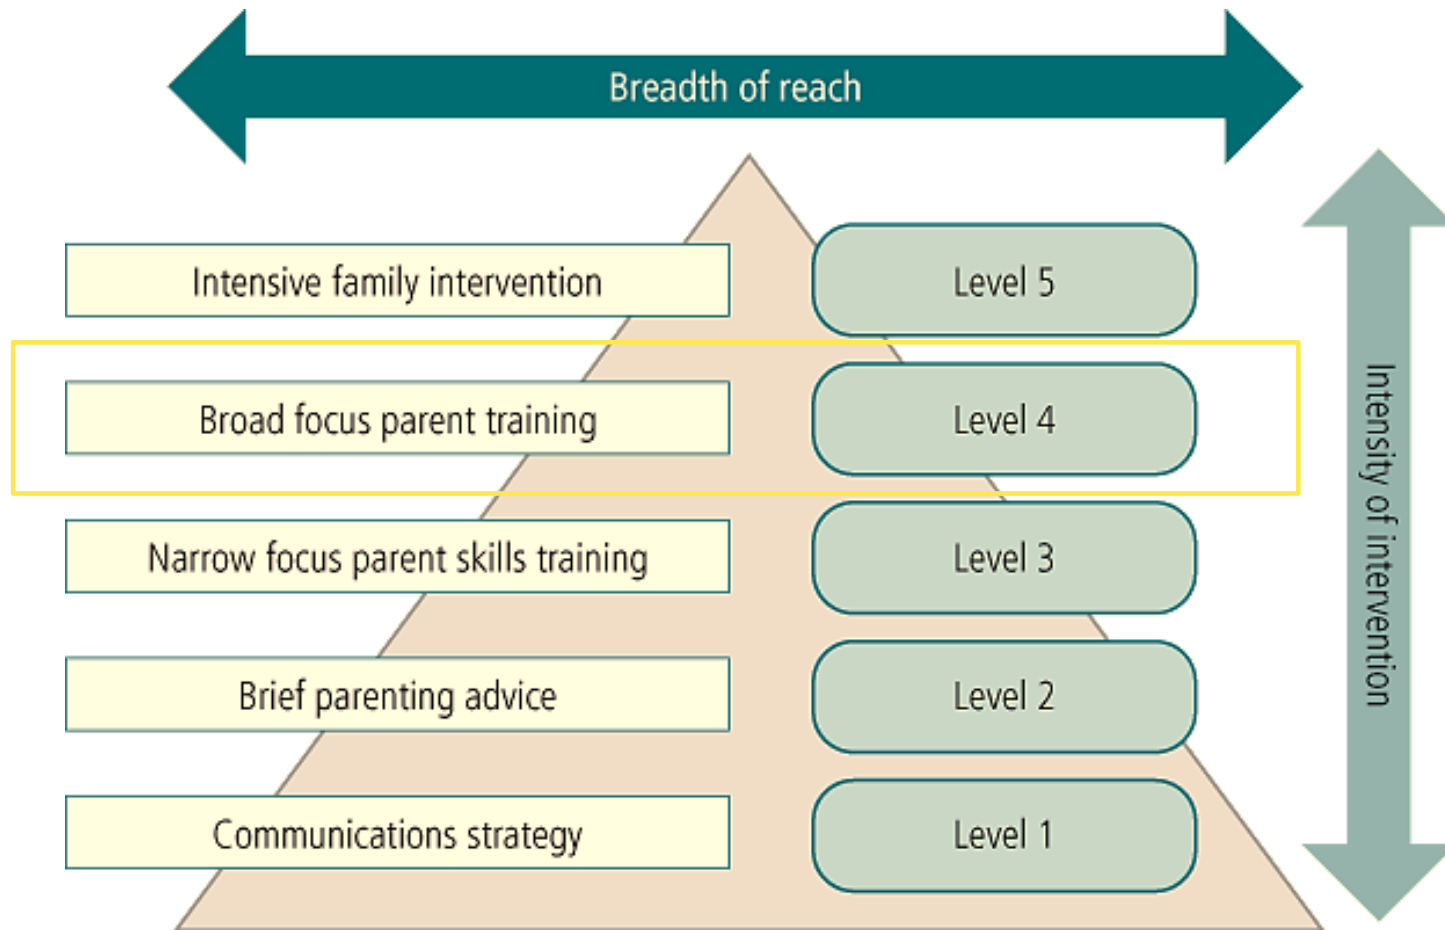 Breadth of reach
Intensive family intervention
Level 5
Broad focus parent training
Level 4
Narrow focus parent skills training
Level 3
Brief parenting advice
Level 2
Communications strategy
Level 1
Intensity of intervention